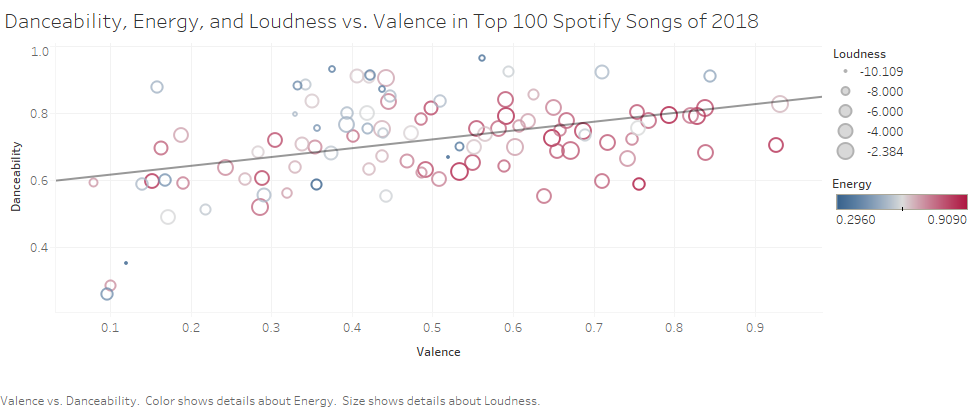 Danceability, Energy, and Loudness vs. Valence in Top 100 Spotify Songs of 2018
Danceability
1.0
0.8
0.6
0.4
0.1 0.2 0.3 0.4 0.5 0.6 0.7 0.8 0.9
Valence
Loudness
-10.109
-8.000
-6.000
-4.000
-2.384
Energy
0.2960 0.9090
Valence vs. Danceability. Color shows details about Energy. Size shows details about Loudness.